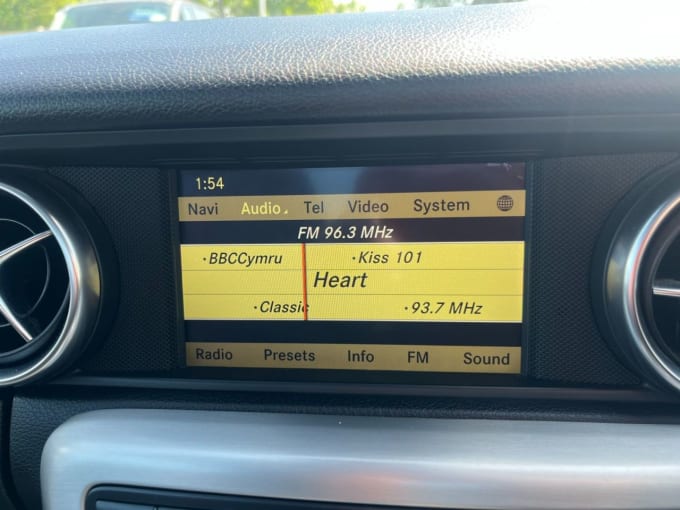 1:54
Navi Audio Tel Video System
FM 96.3 MHz
·BBCCymru ·Kiss 101
Heart
·Classic ·93.7 MHz
Radio Presets Info FM Sound